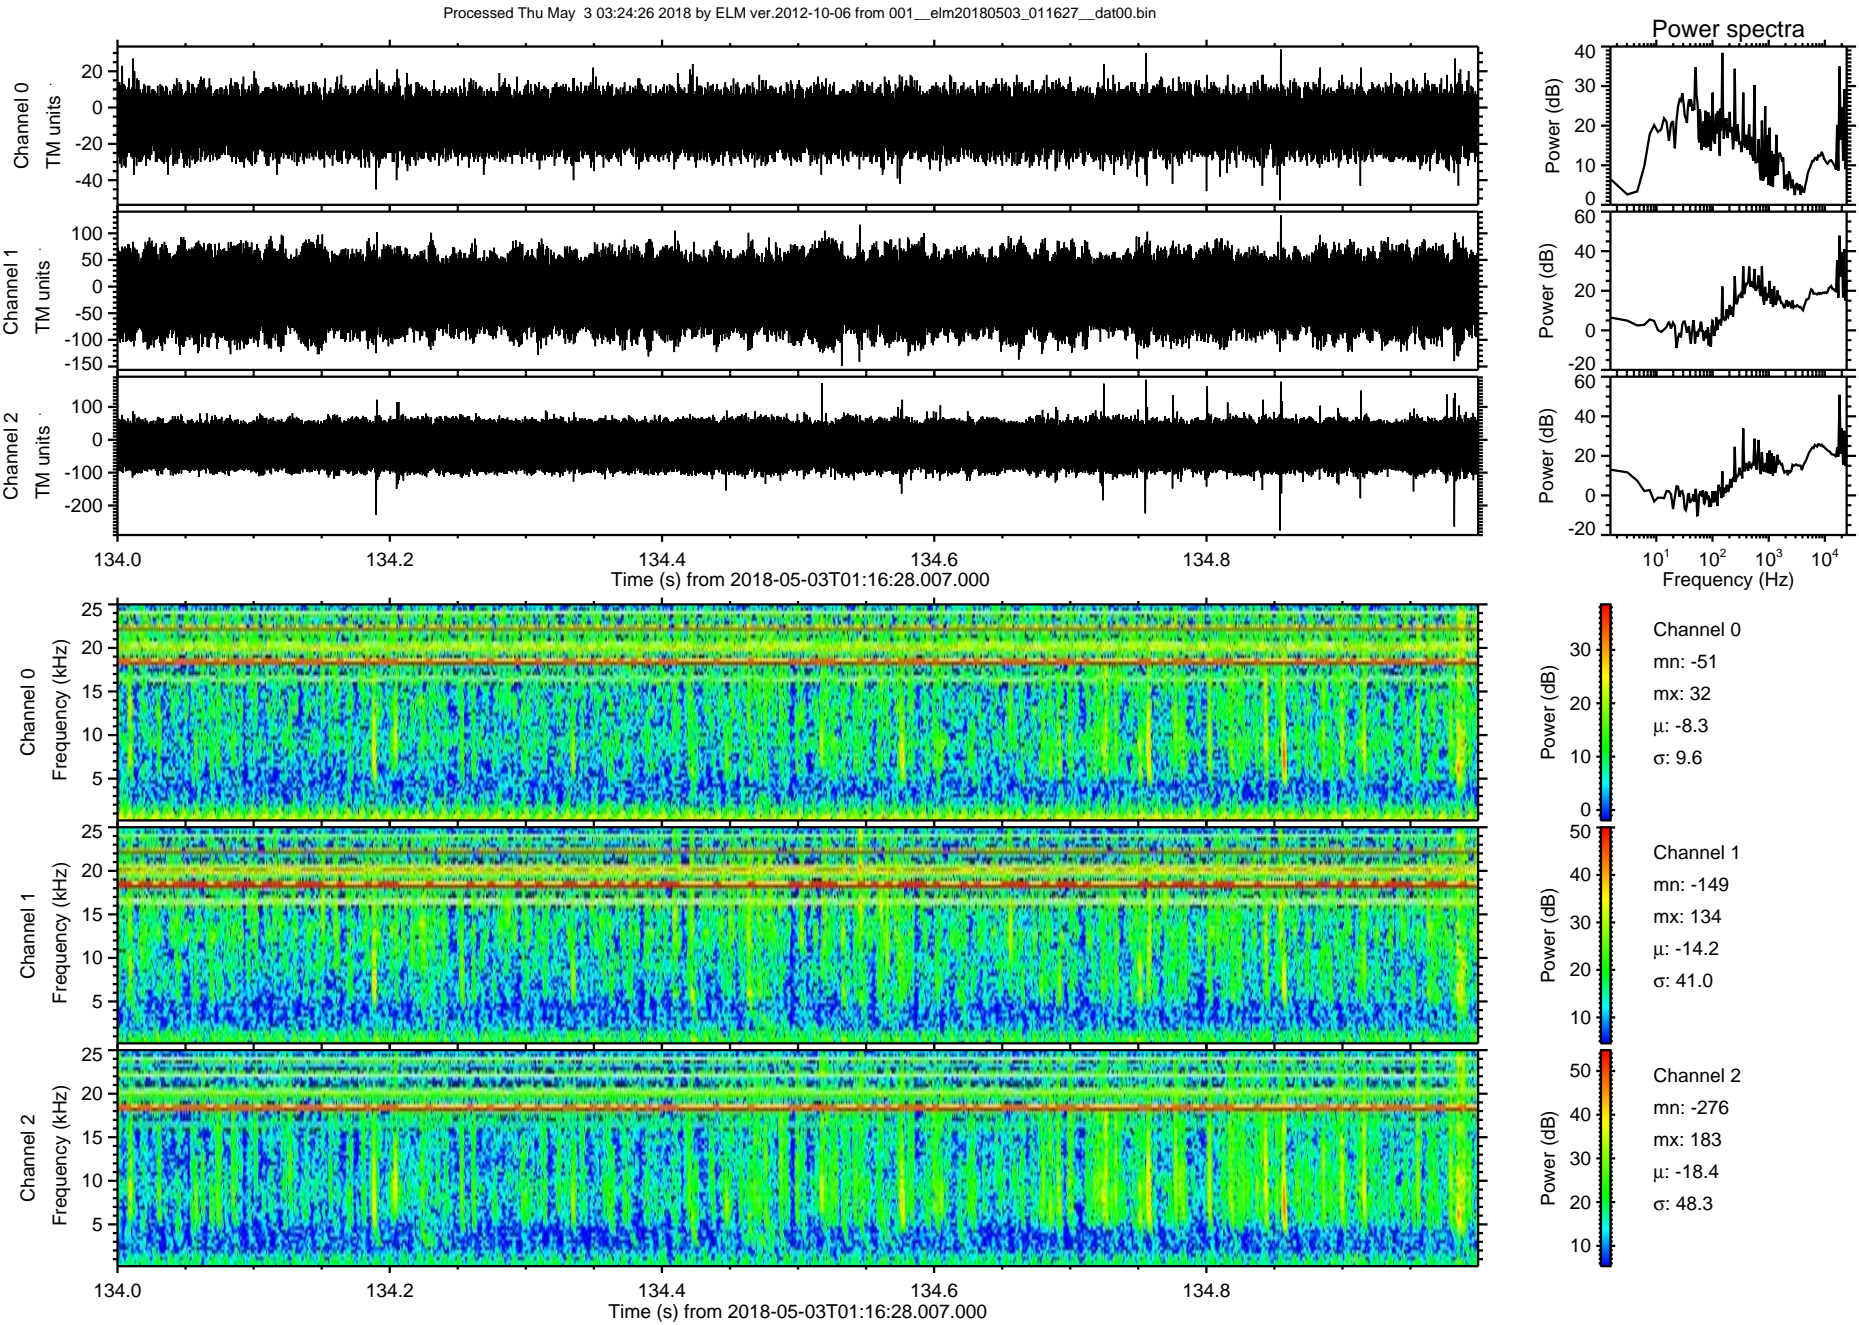 Processed Thu May  3 03:24:26 2018 by ELM ver.2012-10-06 from 001__elm20180503_011627__dat00.bin
Power spectra
Channel 0
TM units
20
0
-20
-40
Power (dB)
40
30
20
10
0
Channel 1
TM units
100
50
0
-50
-100
-150
Power (dB)
60
40
20
0
-20
Channel 2
TM units
100
0
-100
-200
Power (dB)
60
40
20
0
-20
134.0 134.2 134.4 134.6 134.8
Time (s) from 2018-05-03T01:16:28.007.000
10^1 10^2 10^3 10^4
Frequency (Hz)
Channel 0
Frequency (kHz)
25
20
15
10
5
Power (dB)
30
20
10
0
Channel 0
mn: -51
mx: 32
μ: -8.3
σ: 9.6
Channel 1
Frequency (kHz)
25
20
15
10
5
Power (dB)
50
40
30
20
10
Channel 1
mn: -149
mx: 134
μ: -14.2
σ: 41.0
Channel 2
Frequency (kHz)
25
20
15
10
5
Power (dB)
50
40
30
20
10
Channel 2
mn: -276
mx: 183
μ: -18.4
σ: 48.3
134.0 134.2 134.4 134.6 134.8
Time (s) from 2018-05-03T01:16:28.007.000